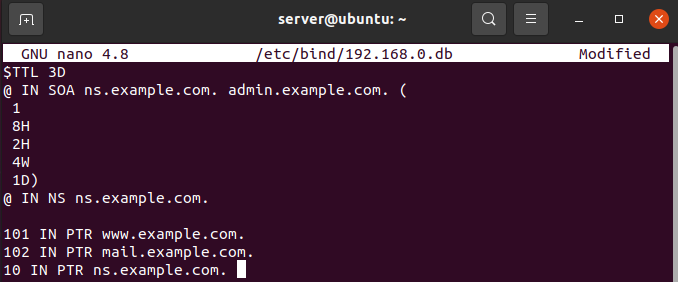 server@ubuntu: ~
GNU nano 4.8 /etc/bind/192.168.0.db Modified
$TTL 3D
@ IN SOA ns.example.com. admin.example.com. (
1
8H
2H
4W
1D)
@ IN NS ns.example.com.
101 IN PTR www.example.com.
102 IN PTR mail.example.com.
10 IN PTR ns.example.com.